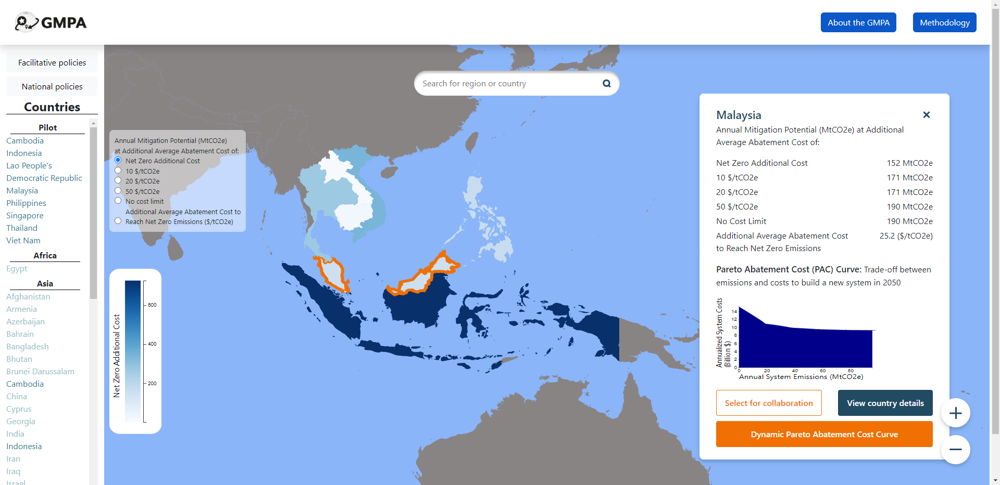 GMPA
About the GMPA
Methodology
Facilitative policies
National policies
Countries
Pilot
Cambodia
Indonesia
Lao People's
Democratic Republic
Malaysia
Philippines
Singapore
Thailand
Viet Nam
Africa
Egypt
Asia
Afghanistan
Armenia
Azerbaijan
Bahrain
Bangladesh
Bhutan
Brunei Darussalam
Cambodia
China
Cyprus
Georgia
India
Indonesia
Iran
Iraq
Israel
Search for region or country
Annual Mitigation Potential (MtCO2e)
at Additional Average Abatement Cost of:
Net Zero Additional Cost
10 $/tCO2e
20 $/tCO2e
50 $/tCO2e
No cost limit
Additional Average Abatement Cost to
Reach Net Zero Emissions ($/tCO2e)
Net Zero Additional Cost
600
400
200
Malaysia
Annual Mitigation Potential (MtCO2e) at Additional
Average Abatement Cost of:
Net Zero Additional Cost 152 MtCO2e
10 $/tCO2e 171 MtCO2e
20 $/tCO2e 171 MtCO2e
50 $/tCO2e 190 MtCO2e
No Cost Limit 190 MtCO2e
Additional Average Abatement Cost 25.2 ($/tCO2e)
to Reach Net Zero Emissions
Pareto Abatement Cost (PAC) Curve: Trade-off between
emissions and costs to build a new system in 2050
Annualized System Costs
(Billion $)
14
12
10
8
6
4
2
0
0 20 40 60 80
Annual System Emissions (MtCO2e)
Select for collaboration
View country details
Dynamic Pareto Abatement Cost Curve